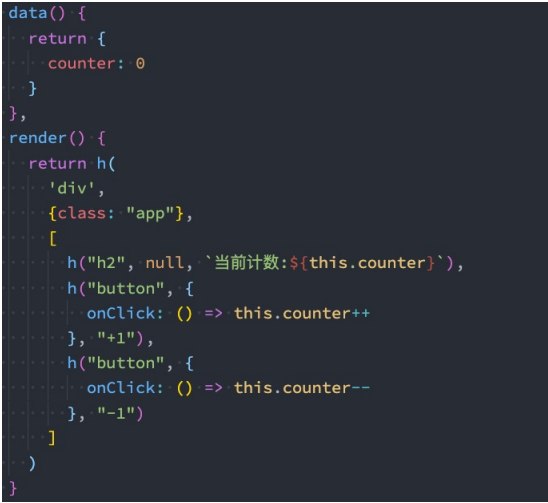 data() {
  return {
    counter: 0
  }
},
render() {
  return h(
    'div',
    {class: "app"},
    [
      h("h2", null, `当前计数:${this.counter}`),
      h("button", {
        onClick: () => this.counter++
      }, "+1"),
      h("button", {
        onClick: () => this.counter--
      }, "-1")
    ]
  )
}